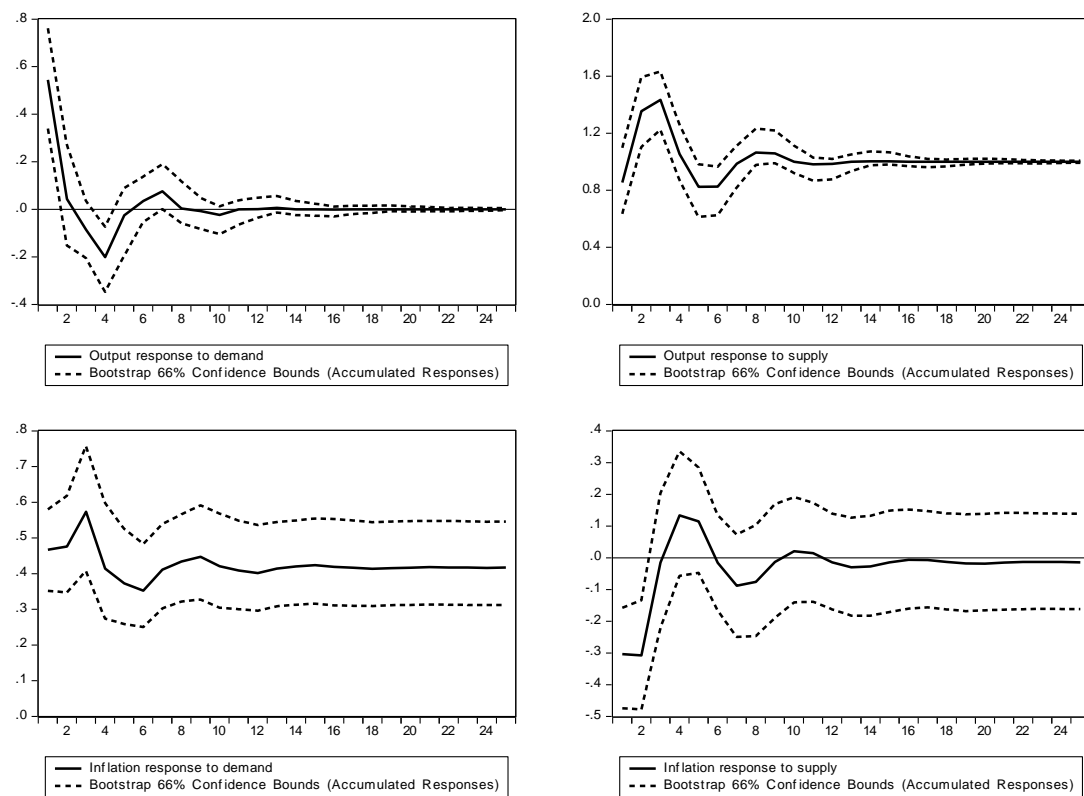 .8
.6
.4
.2
.0
-.2
-.4
2 4 6 8 10 12 14 16 18 20 22 24
Output response to demand
Bootstrap 66% Confidence Bounds (Accumulated Responses)
2.0
1.6
1.2
0.8
0.4
0.0
2 4 6 8 10 12 14 16 18 20 22 24
Output response to supply
Bootstrap 66% Confidence Bounds (Accumulated Responses)
.8
.7
.6
.5
.4
.3
.2
.1
.0
2 4 6 8 10 12 14 16 18 20 22 24
Inflation response to demand
Bootstrap 66% Confidence Bounds (Accumulated Responses)
.4
.3
.2
.1
.0
-.1
-.2
-.3
-.4
-.5
2 4 6 8 10 12 14 16 18 20 22 24
Inflation response to supply
Bootstrap 66% Confidence Bounds (Accumulated Responses)